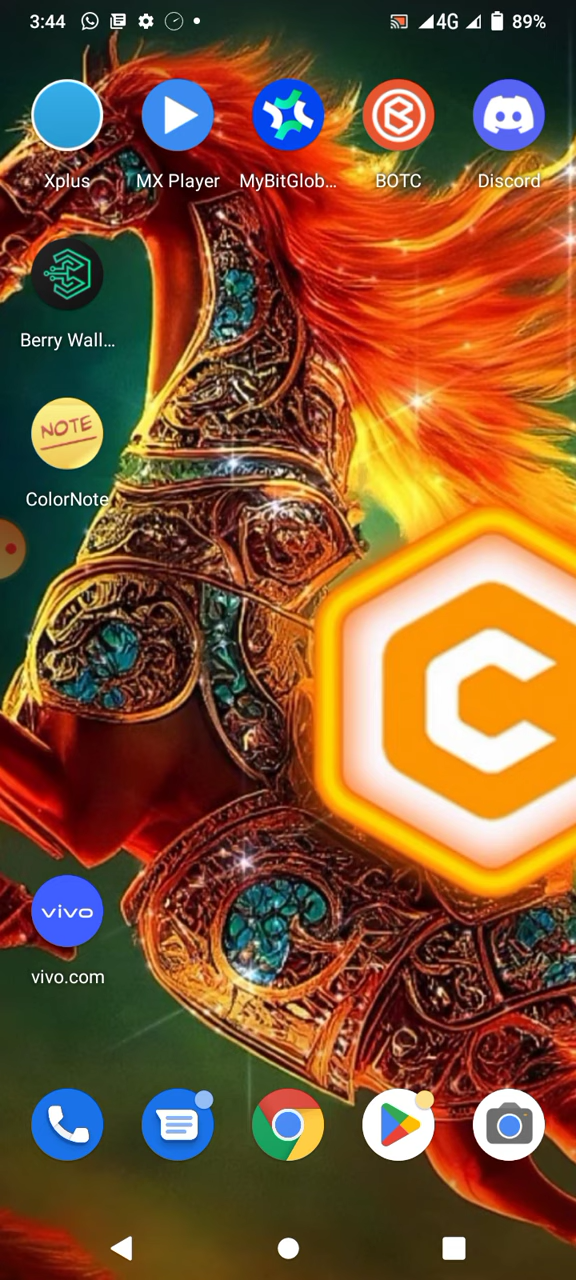 3:44 4G 89%
Xplus MX Player MyBitGlob... BOTC Discord
Berry Wall...
NOTE
ColorNote
vivo
vivo.com